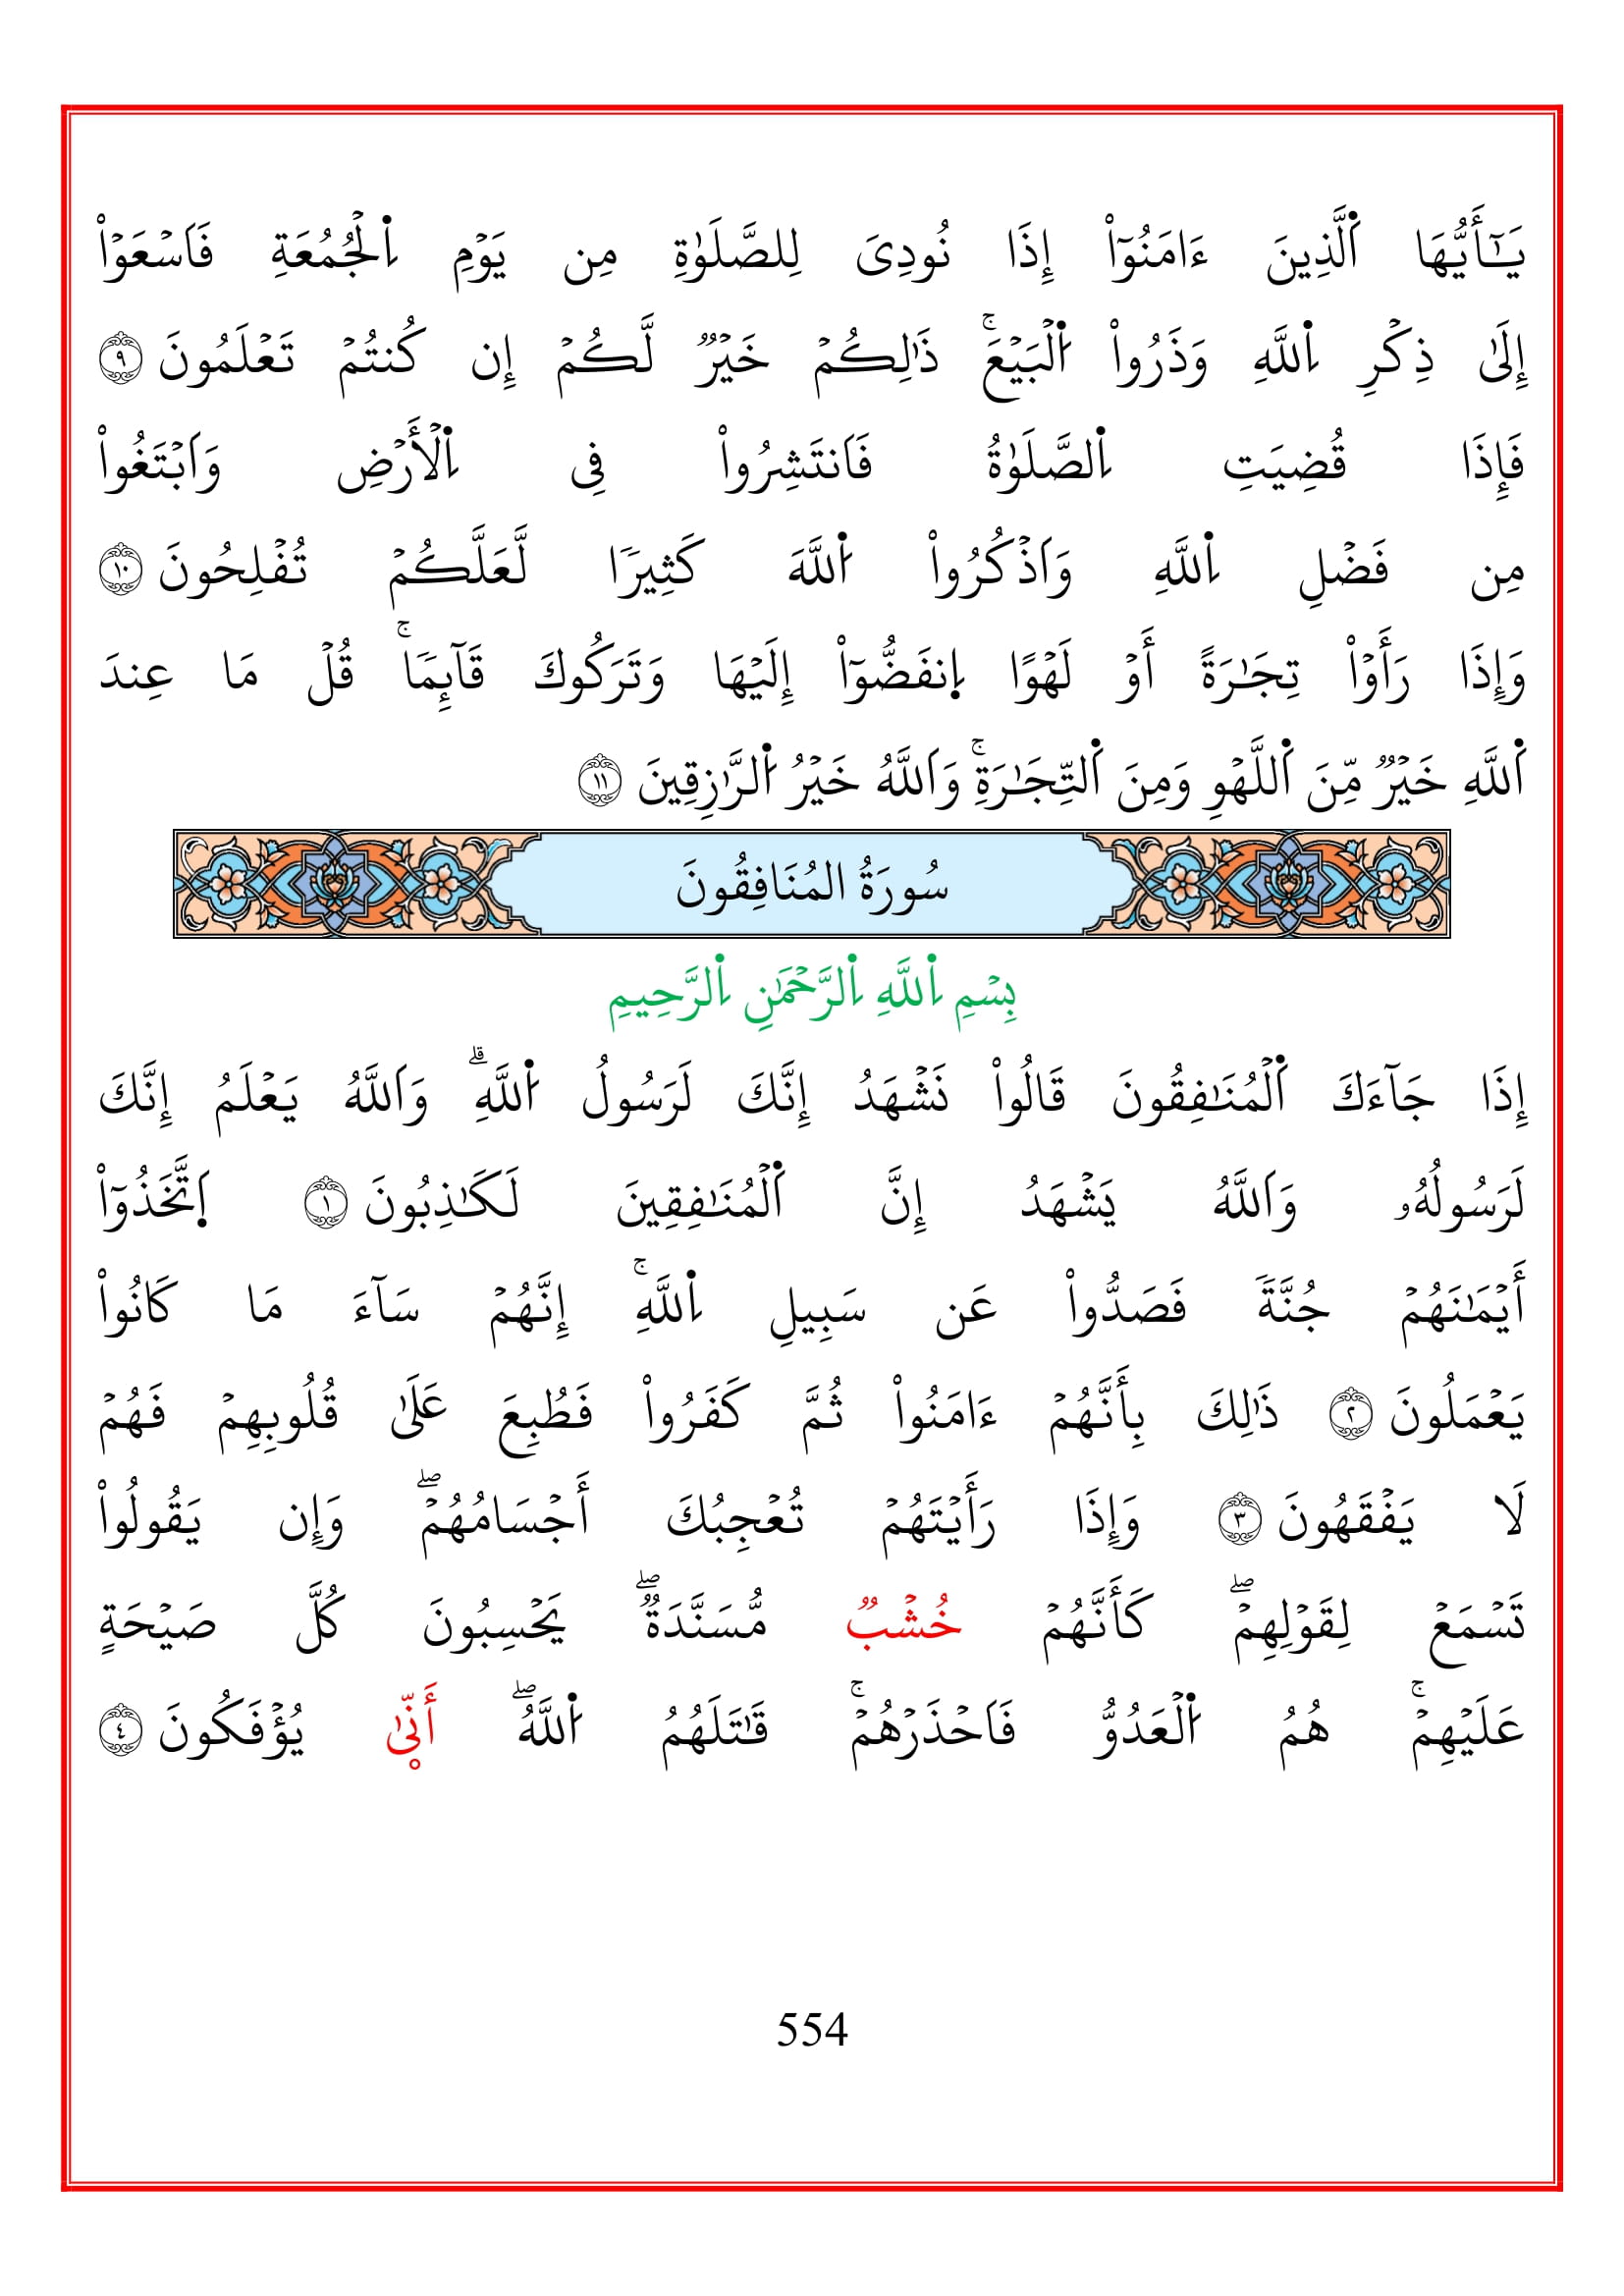 يَـٰٓأَيُّهَا ٱلَّذِينَ ءَامَنُوٓاْ إِذَا نُودِيَ لِلصَّلَوٰةِ مِن يَوۡمِ ٱلۡجُمُعَةِ فَٱسۡعَوۡاْ
إِلَىٰ ذِكۡرِ ٱللَّهِ وَذَرُواْ ٱلۡبَيۡعَۚ ذَٰلِكُمۡ خَيۡرٞ لَّكُمۡ إِن كُنتُمۡ تَعۡلَمُونَ ٩
فَإِذَا قُضِيَتِ ٱلصَّلَوٰةُ فَٱنتَشِرُواْ فِي ٱلۡأَرۡضِ وَٱبۡتَغُواْ
مِن فَضۡلِ ٱللَّهِ وَٱذۡكُرُواْ ٱللَّهَ كَثِيرٗا لَّعَلَّكُمۡ تُفۡلِحُونَ ١٠
وَإِذَا رَأَوۡاْ تِجَٰرَةً أَوۡ لَهۡوًا ٱنفَضُّوٓاْ إِلَيۡهَا وَتَرَكُوكَ قَآئِمٗاۚ قُلۡ مَا عِندَ
ٱللَّهِ خَيۡرٞ مِّنَ ٱللَّهۡوِ وَمِنَ ٱلتِّجَٰرَةِۚ وَٱللَّهُ خَيۡرُ ٱلرَّٰزِقِينَ ١١
سُورَةُ المُنَافِقُونَ
بِسۡمِ ٱللَّهِ ٱلرَّحۡمَٰنِ ٱلرَّحِيمِ
إِذَا جَآءَكَ ٱلۡمُنَٰفِقُونَ قَالُواْ نَشۡهَدُ إِنَّكَ لَرَسُولُ ٱللَّهِۗ وَٱللَّهُ يَعۡلَمُ إِنَّكَ
لَرَسُولُهُۥ وَٱللَّهُ يَشۡهَدُ إِنَّ ٱلۡمُنَٰفِقِينَ لَكَٰذِبُونَ ١ ٱتَّخَذُوٓاْ
أَيۡمَٰنَهُمۡ جُنَّةٗ فَصَدُّواْ عَن سَبِيلِ ٱللَّهِۚ إِنَّهُمۡ سَآءَ مَا كَانُواْ
يَعۡمَلُونَ ٢ ذَٰلِكَ بِأَنَّهُمۡ ءَامَنُواْ ثُمَّ كَفَرُواْ فَطُبِعَ عَلَىٰ قُلُوبِهِمۡ فَهُمۡ
لَا يَفۡقَهُونَ ٣ وَإِذَا رَأَيۡتَهُمۡ تُعۡجِبُكَ أَجۡسَامُهُمۡۖ وَإِن يَقُولُواْ
تَسۡمَعۡ لِقَوۡلِهِمۡۖ كَأَنَّهُمۡ خُشۡبٞ مُّسَنَّدَةٞۖ يَحۡسِبُونَ كُلَّ صَيۡحَةٍ
عَلَيۡهِمۡۚ هُمُ ٱلۡعَدُوُّ فَٱحۡذَرۡهُمۡۚ قَٰتَلَهُمُ ٱللَّهُۖ أَنّ۪ىٰ يُؤۡفَكُونَ ٤
554